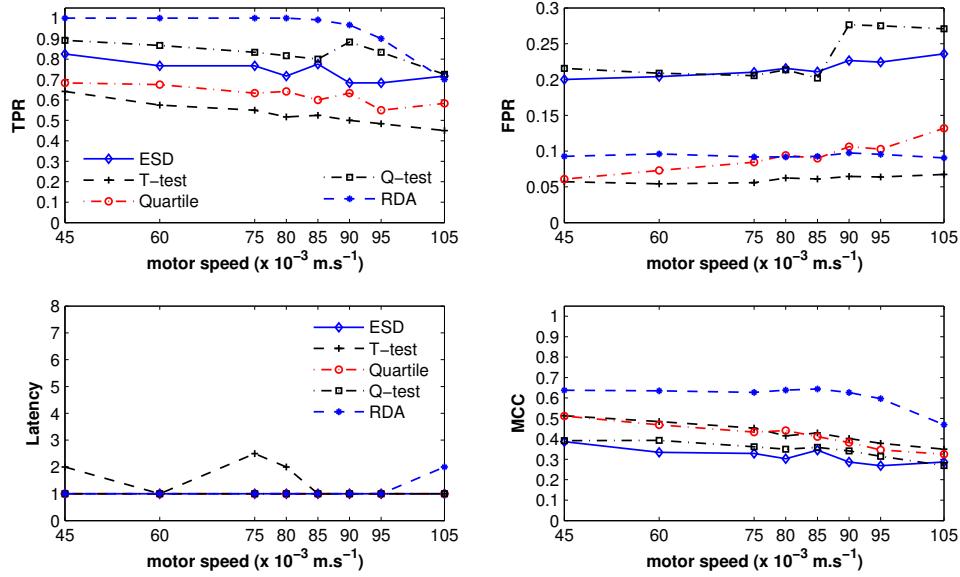 1
0.9
0.8
0.7
0.6
0.5
0.4
0.3
0.2
0.1
0
TPR
ESD
T−test
Quartile
Q−test
RDA
45 60 75 80 85 90 95 105
motor speed (x 10⁻³ m.s⁻¹)
0.3
0.25
0.2
0.15
0.1
0.05
0
FPR
45 60 75 80 85 90 95 105
motor speed (x 10⁻³ m.s⁻¹)
8
7
6
5
4
3
2
1
0
Latency
ESD
T−test
Quartile
Q−test
RDA
45 60 75 80 85 90 95 105
motor speed (x 10⁻³ m.s⁻¹)
1
0.9
0.8
0.7
0.6
0.5
0.4
0.3
0.2
0.1
0
MCC
45 60 75 80 85 90 95 105
motor speed (x 10⁻³ m.s⁻¹)